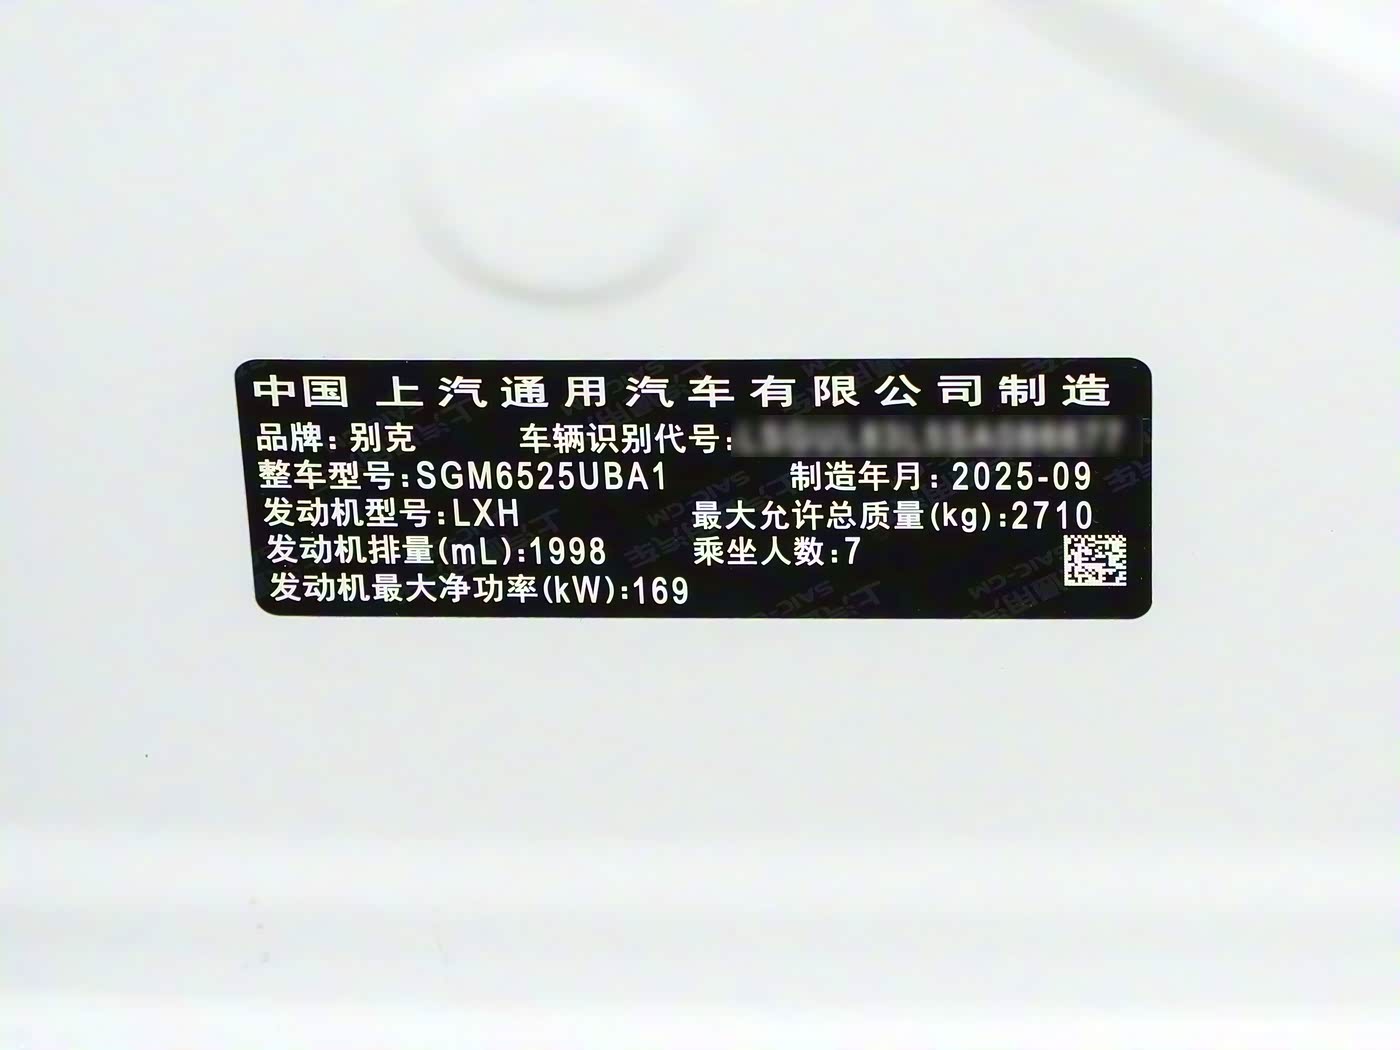 中国 上汽通用汽车有限公司制造
品牌: 别克 车辆识别代号:
整车型号:SGM6525UBA1 制造年月: 2025-09
发动机型号:LXH 最大允许总质量(kg):2710
发动机排量(mL):1998 乘坐人数:7
发动机最大净功率(kW):169